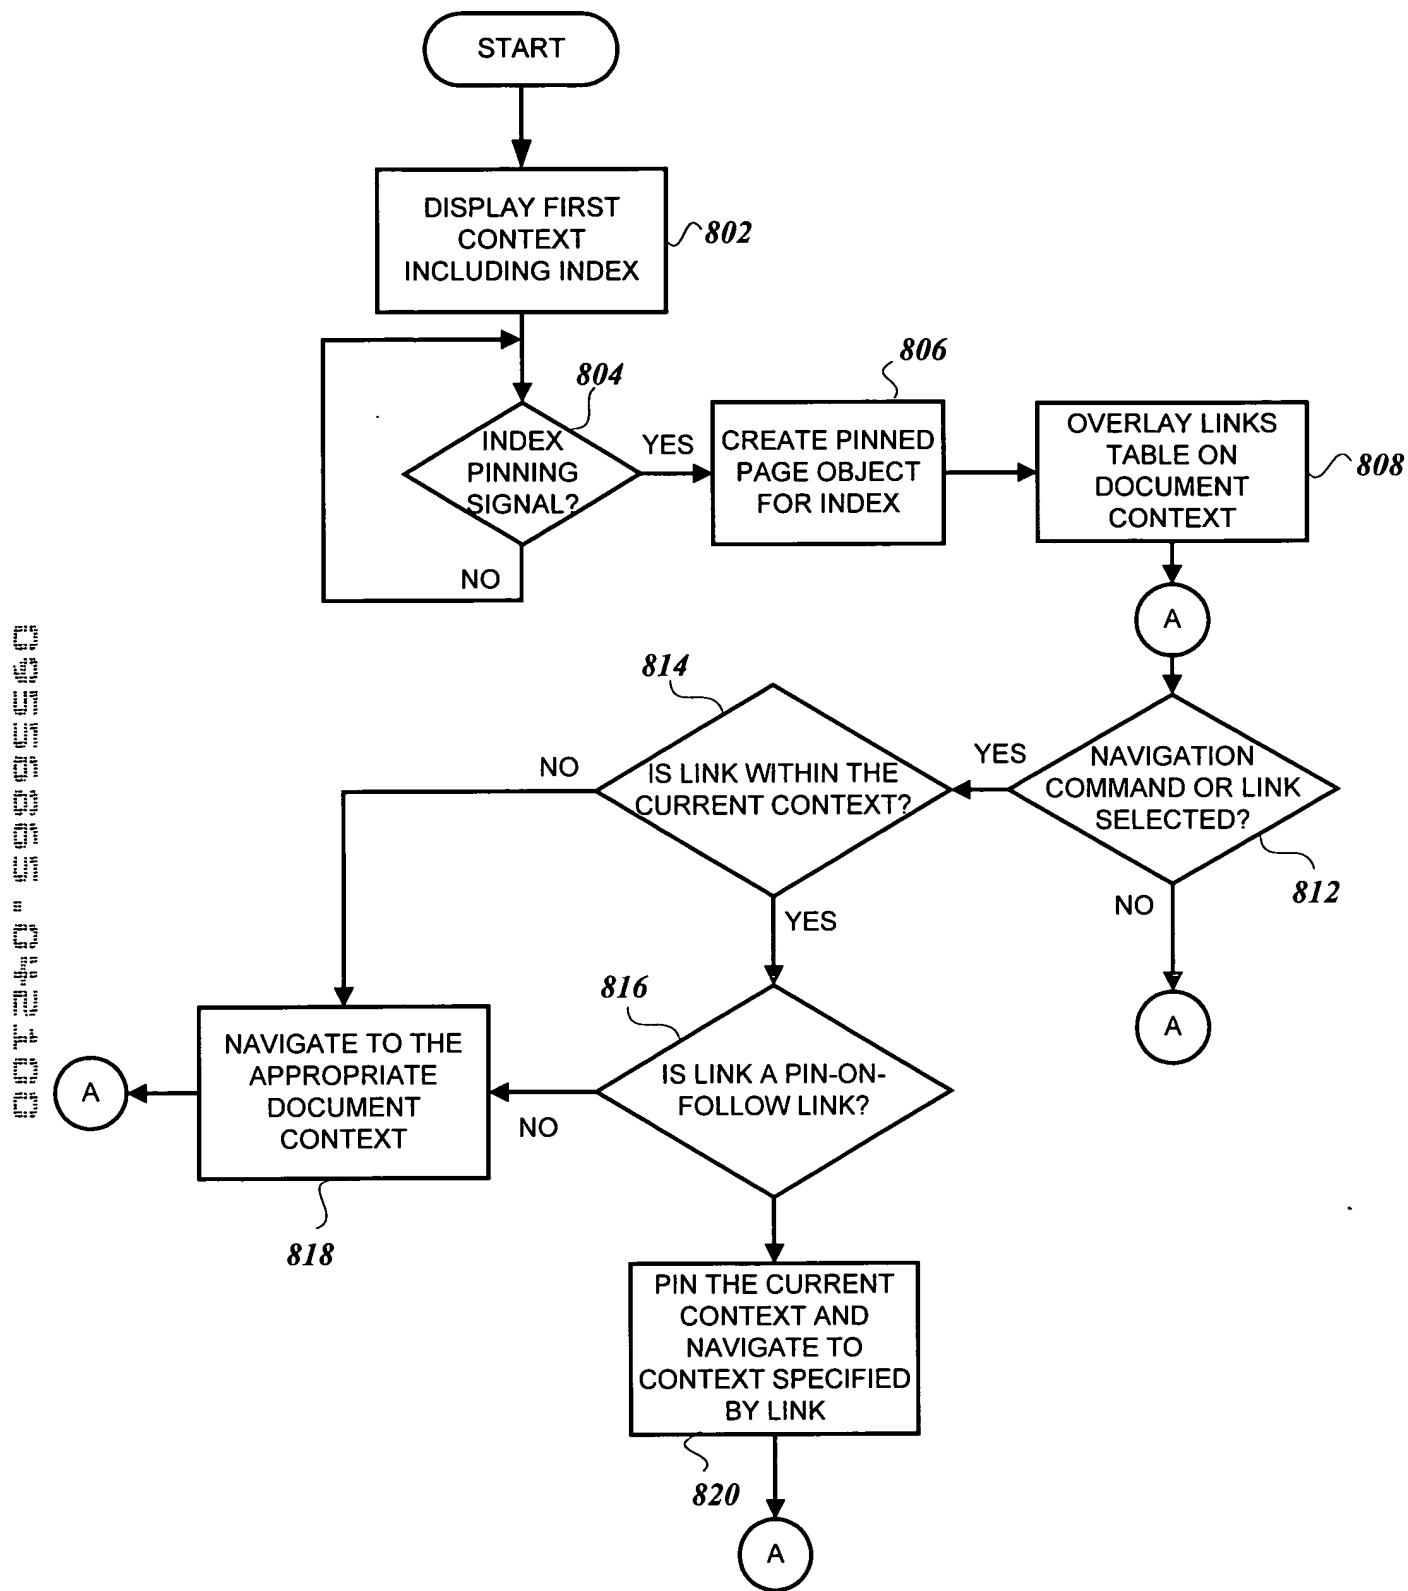 START
DISPLAY FIRST
CONTEXT
INCLUDING INDEX
802
804
INDEX
PINNING
SIGNAL?
YES
NO
806
CREATE PINNED
PAGE OBJECT
FOR INDEX
OVERLAY LINKS
TABLE ON
DOCUMENT
CONTEXT
808
A
NAVIGATION
COMMAND OR LINK
SELECTED?
812
YES
NO
A
814
IS LINK WITHIN THE
CURRENT CONTEXT?
NO
YES
816
IS LINK A PIN-ON-
FOLLOW LINK?
NO
NAVIGATE TO THE
APPROPRIATE
DOCUMENT
CONTEXT
818
A
PIN THE CURRENT
CONTEXT AND
NAVIGATE TO
CONTEXT SPECIFIED
BY LINK
820
A
09556865.042100